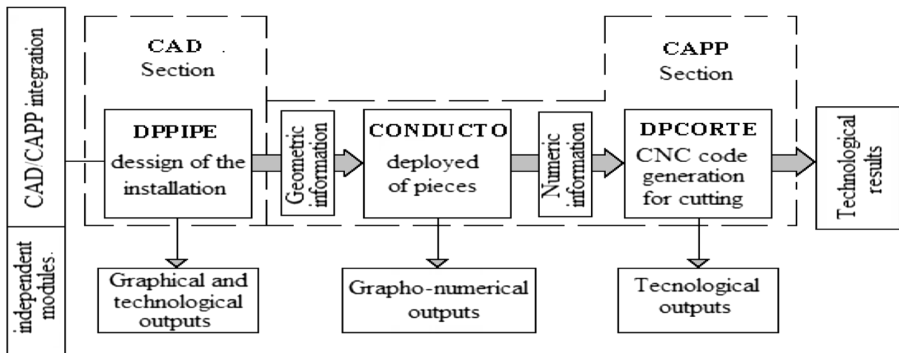 CAD/CAPP integration
independent
modules.
CAD
Section
CAPP
Section
DPPIPE
dessign of the
installation
Geometric
information
CONDUCTO
deployed
of pieces
Numeric
information
DPCORTE
CNC code
generation
for cutting
Technological
results
Graphical and
technological
outputs
Grapho-numerical
outputs
Tecnological
outputs